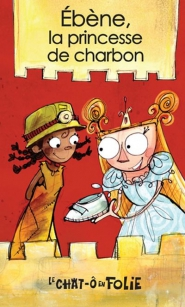 Ébène,
la princesse
de charbon
LE CHAT-Ô EN FOLIE